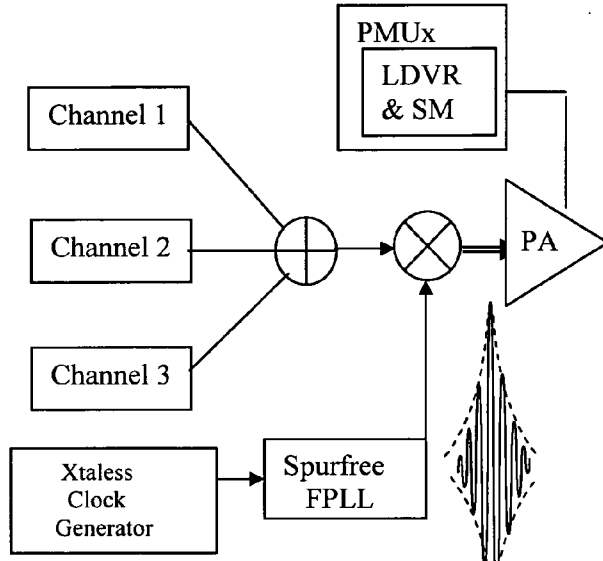 PMUx
LDVR
& SM
Channel 1
Channel 2
Channel 3
PA
Xtaless
Clock
Generator
Spurfree
FPLL